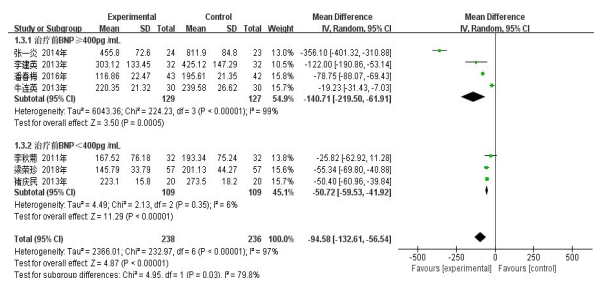 Experimental Control Mean Difference Mean Difference
Study or Subgroup Mean SD Total Mean SD Total Weight IV, Random, 95% CI IV, Random, 95% CI
1.3.1 治疗前BNP≥400pg/mL
张一炎 2014年 455.8 72.6 24 811.9 84.8 23 13.0% -356.10 [-401.32, -310.88]
李建英 2013年 303.12 133.45 32 425.12 147.29 32 10.8% -122.00 [-190.86, -53.14]
潘春梅 2016年 116.86 22.47 43 195.61 21.35 42 15.6% -78.75 [-88.07, -69.43]
牛连英 2013年 220.35 21.32 30 239.58 26.62 30 15.5% -19.23 [-31.43, -7.03]
Subtotal (95% CI) 129 127 54.9% -140.71 [-219.50, -61.91]
Heterogeneity: Tau² = 6043.36; Chi² = 224.23, df = 3 (P < 0.00001); I² = 99%
Test for overall effect: Z = 3.50 (P = 0.0005)
1.3.2 治疗前BNP<400pg/mL
李秋菊 2011年 167.52 76.18 32 193.34 75.24 32 13.7% -25.82 [-62.92, 11.28]
梁荣珍 2018年 145.79 33.79 57 201.13 44.27 57 15.4% -55.34 [-69.80, -40.88]
褚庆民 2013年 223.1 15.8 20 273.5 18.2 20 15.6% -50.40 [-60.96, -39.84]
Subtotal (95% CI) 109 109 45.1% -50.72 [-59.53, -41.92]
Heterogeneity: Tau² = 4.49; Chi² = 2.13, df = 2 (P = 0.35); I² = 6%
Test for overall effect: Z = 11.29 (P < 0.00001)
Total (95% CI) 238 236 100.0% -94.58 [-132.61, -56.54]
Heterogeneity: Tau² = 2366.01; Chi² = 232.97, df = 6 (P < 0.00001); I² = 97%
Test for overall effect: Z = 4.87 (P < 0.00001)
Test for subgroup differences: Chi² = 4.95, df = 1 (P = 0.03), I² = 79.8%
-500 -250 0 250 500
Favours [experimental] Favours [control]